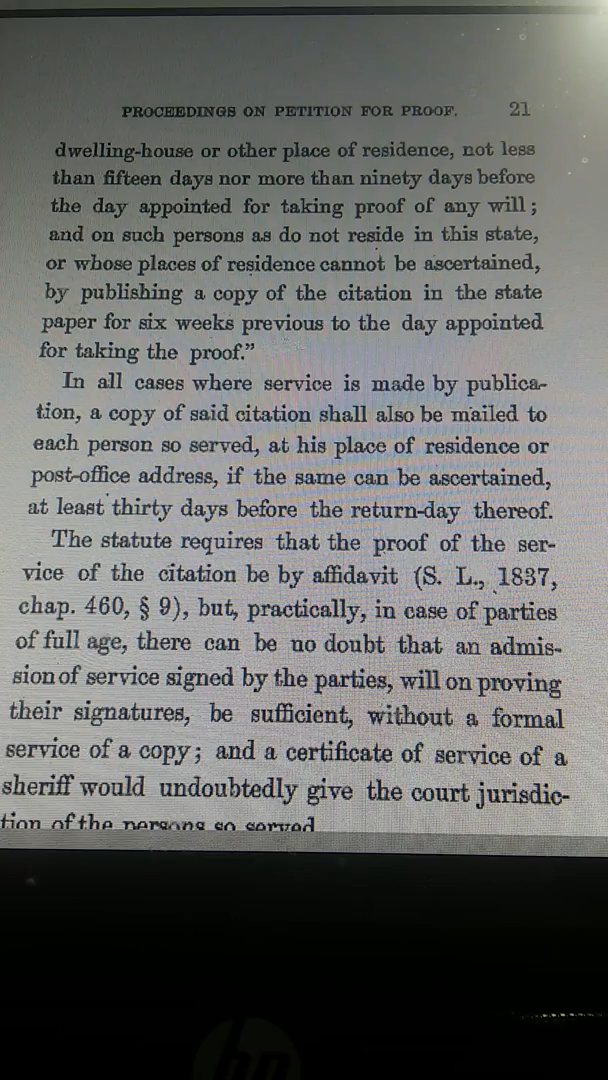 PROCEEDINGS ON PETITION FOR PROOF. 21
dwelling-house or other place of residence, not less
than fifteen days nor more than ninety days before
the day appointed for taking proof of any will;
and on such persons as do not reside in this state,
or whose places of residence cannot be ascertained,
by publishing a copy of the citation in the state
paper for six weeks previous to the day appointed
for taking the proof.”
In all cases where service is made by publica-
tion, a copy of said citation shall also be mailed to
each person so served, at his place of residence or
post-office address, if the same can be ascertained,
at least thirty days before the return-day thereof.
The statute requires that the proof of the ser-
vice of the citation be by affidavit (S. L., 1837,
chap. 460, § 9), but, practically, in case of parties
of full age, there can be no doubt that an admis-
sion of service signed by the parties, will on proving
their signatures, be sufficient, without a formal
service of a copy; and a certificate of service of a
sheriff would undoubtedly give the court jurisdic-
tion of the persons so served
hp